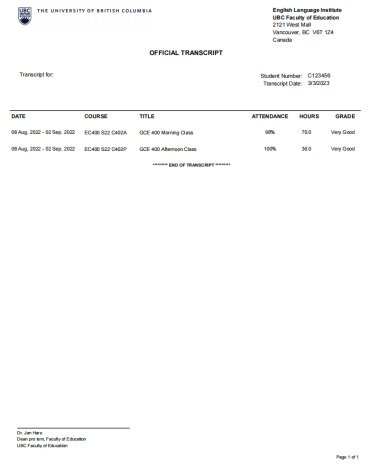 UBC
THE UNIVERSITY OF BRITISH COLUMBIA
English Language Institute
UBC Faculty of Education
2121 West Mall
Vancouver, BC V6T 1Z4
Canada
OFFICIAL TRANSCRIPT
Transcript for:
Student Number: C123456
Transcript Date: 3/3/2023
DATE COURSE TITLE ATTENDANCE HOURS GRADE
08 Aug, 2022 - 02 Sep, 2022 EC400 S22 C402A GCE 400 Morning Class 98% 70.0 Very Good
08 Aug, 2022 - 02 Sep, 2022 EC400 S22 C402P GCE 400 Afternoon Class 100% 36.0 Very Good
******** END OF TRANSCRIPT ********
Dr. Jan Hare
Dean pro tem, Faculty of Education
UBC Faculty of Education
Page 1 of 1